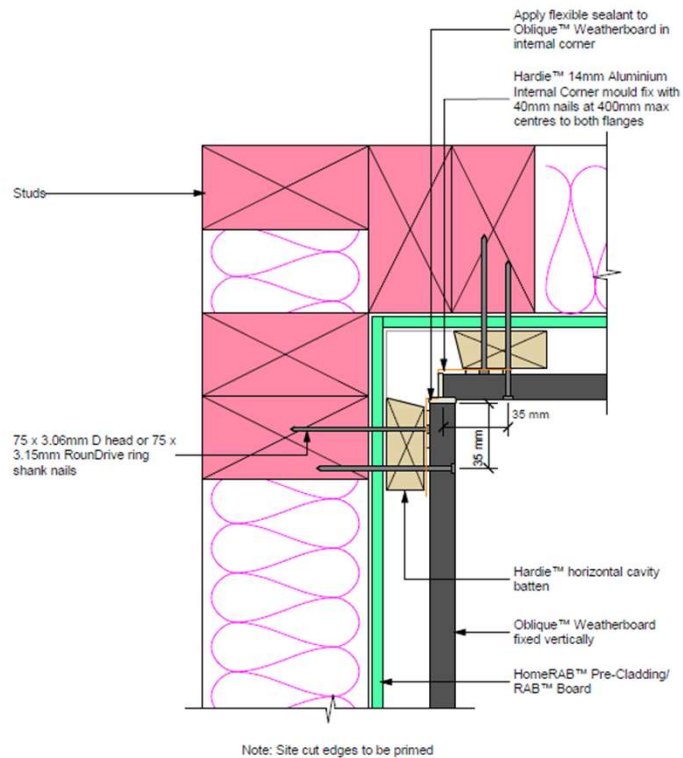 Apply flexible sealant to
Oblique™ Weatherboard in
internal corner
Hardie™ 14mm Aluminium
Internal Corner mould fix with
40mm nails at 400mm max
centres to both flanges
Studs
35 mm
35 mm
75 x 3.06mm D head or 75 x
3.15mm RounDrive ring
shank nails
Hardie™ horizontal cavity
batten
Oblique™ Weatherboard
fixed vertically
HomeRAB™ Pre-Cladding/
RAB™ Board
Note: Site cut edges to be primed